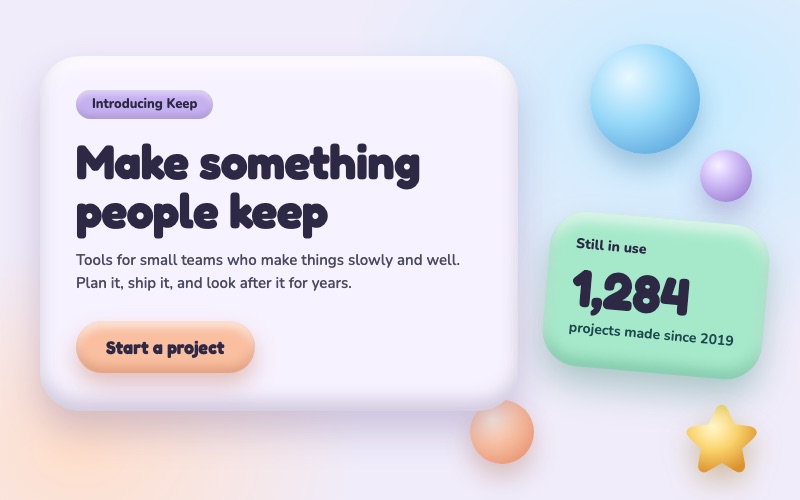 Introducing Keep
Make something
people keep
Tools for small teams who make things slowly and well.
Plan it, ship it, and look after it for years.
Start a project
Still in use
1,284
projects made since 2019